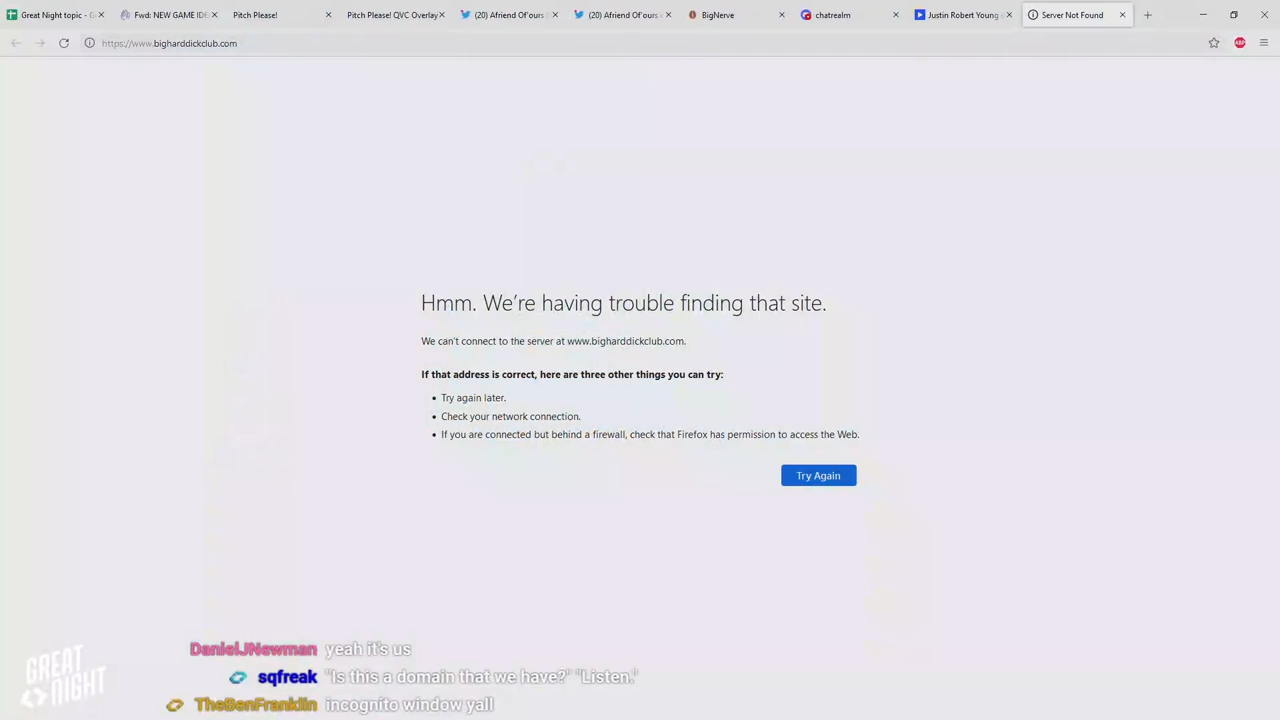 Great Night topic - G
Fwd: NEW GAME IDE
Pitch Please!
Pitch Please! QVC Overlay
(20) Afriend Of'ours
(20) Afriend Of'ours
BigNerve
chatrealm
Justin Robert Young
Server Not Found
https://www.bigharddickclub.com
ABP
Hmm. We're having trouble finding that site.
We can't connect to the server at www.bigharddickclub.com.
If that address is correct, here are three other things you can try:
Try again later.
Check your network connection.
If you are connected but behind a firewall, check that Firefox has permission to access the Web.
Try Again
DanielJNewman yeah it's us
sqfreak "Is this a domain that we have?" "Listen."
TheBenFranklin incognito window yall
GREAT
NIGHT